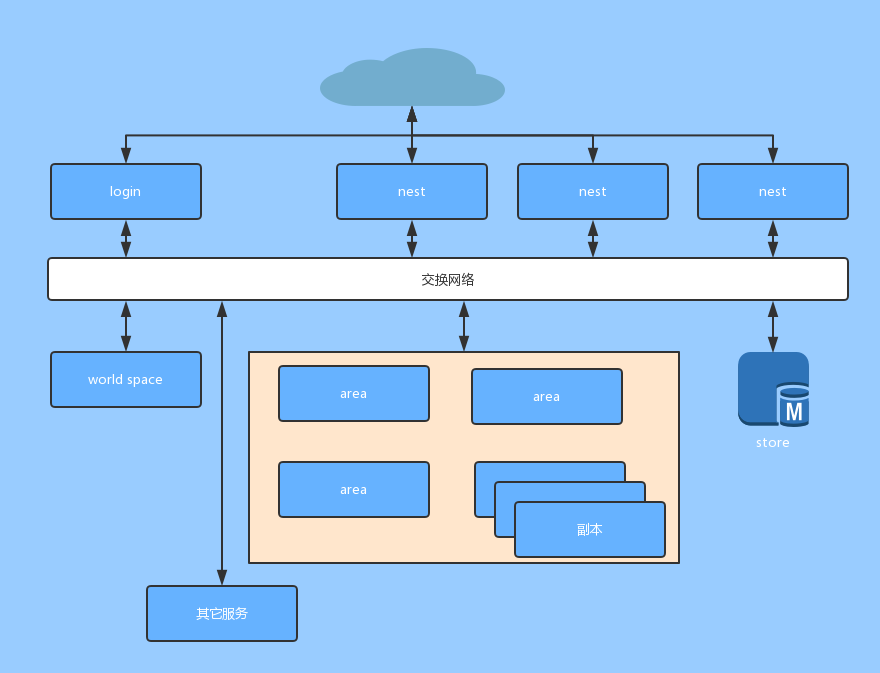 login
nest
nest
nest
交换网络
world space
area
area
M
store
area
副本
其它服务